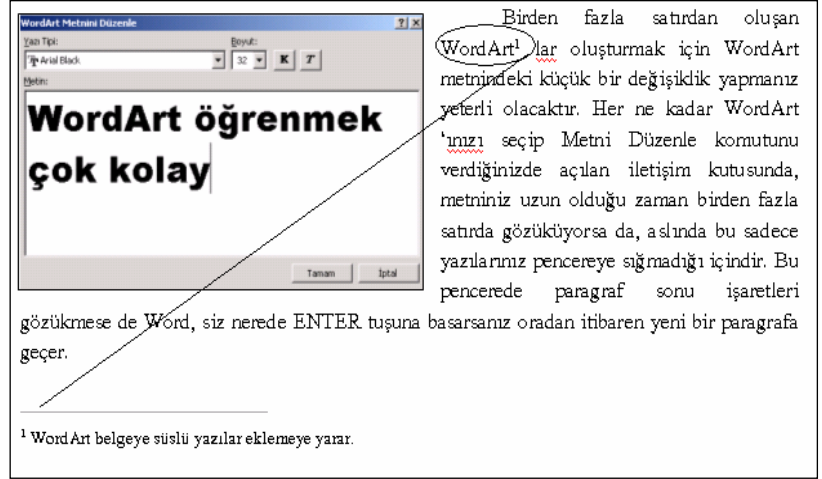 WordArt Metnini Düzenle
Yazı Tipi:
Boyut:
Arial Black
32
K
T
Metin:
WordArt öğrenmek
çok kolay
Tamam
İptal
Birden fazla satırdan oluşan
WordArt¹ lar oluşturmak için WordArt
metnindeki küçük bir değişiklik yapmanız
yeterli olacaktır. Her ne kadar WordArt
‘ınızı seçip Metni Düzenle komutunu
verdiğinizde açılan iletişim kutusunda,
metniniz uzun olduğu zaman birden fazla
satırda gözüküyorsa da, aslında bu sadece
yazılarınız pencereye sığmadığı içindir. Bu
pencerede paragraf sonu işaretleri
gözükmese de Word, siz nerede ENTER tuşuna basarsanız oradan itibaren yeni bir paragrafa
geçer.
¹ WordArt belgeye süslü yazılar eklemeye yarar.